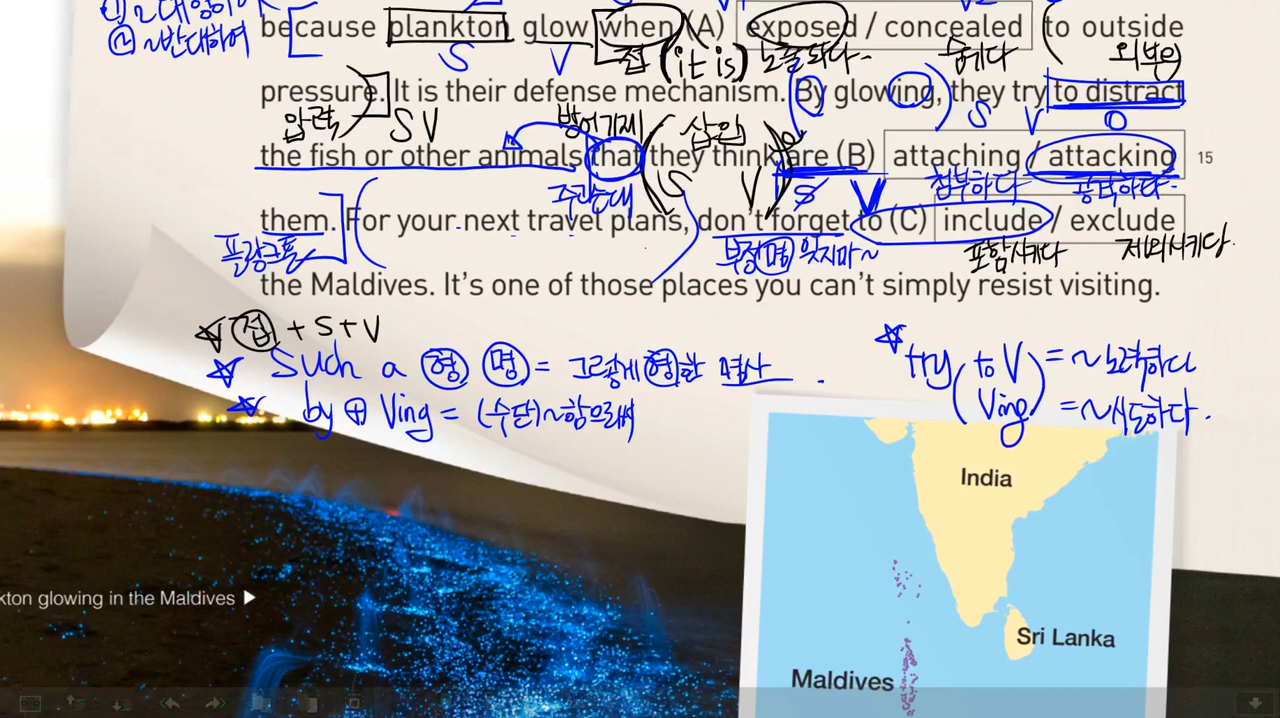 ② ~반대하여
because plankton glow when (A) exposed / concealed to outside
S V 접 (it is) 노출되다 숨기다 외부의
pressure. It is their defense mechanism. By glowing, they try to distract
압력 S V 방어기제 삽입 S V O
the fish or other animals that they think are (B) attaching / attacking 15
주관관대 S V S V 첨부하다 공격하다
them. For your next travel plans, don't forget to (C) include / exclude
플랑크톤 부정명 잊지마~ 포함시키다 제외시키다
the Maldives. It's one of those places you can't simply resist visiting.
☆ 접 + S + V
☆ Such a 형 명 = 그렇게 형한 명사
☆ by ⊕ Ving = (수단) ~함으로써
☆ try ( to V = ~노력하다
Ving ) = ~시도하다.
India
kton glowing in the Maldives ▶
Sri Lanka
Maldives